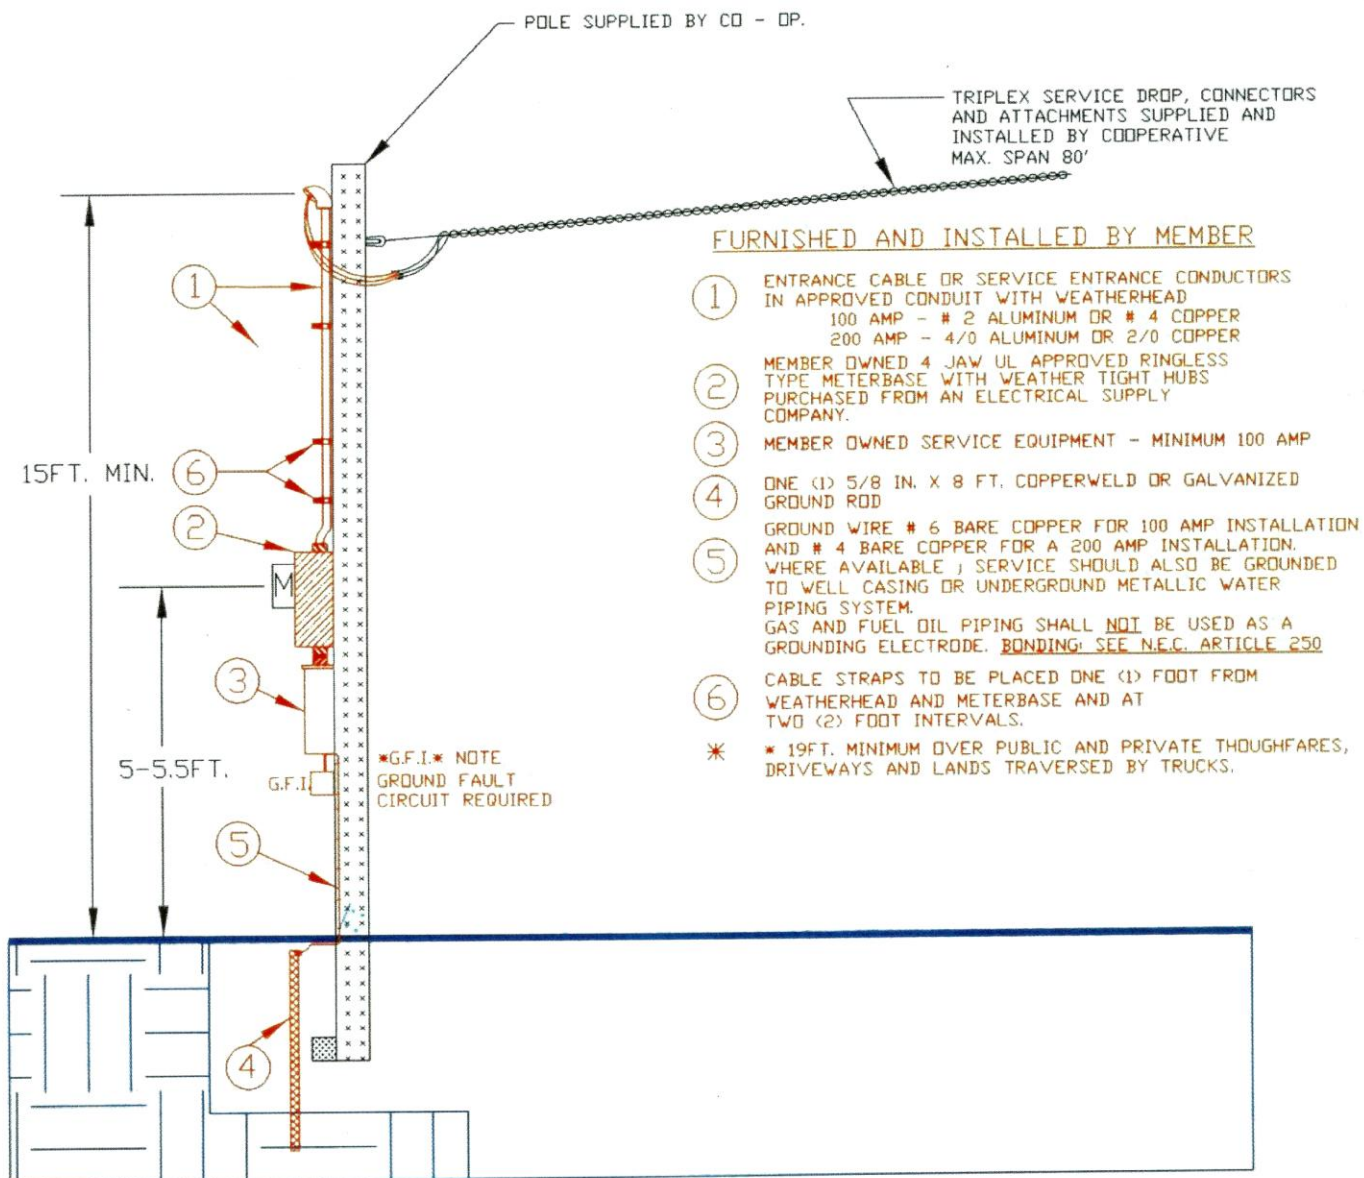 POLE SUPPLIED BY CO - OP.
TRIPLEX SERVICE DROP, CONNECTORS
AND ATTACHMENTS SUPPLIED AND
INSTALLED BY COOPERATIVE
MAX. SPAN 80'
FURNISHED AND INSTALLED BY MEMBER
1
ENTRANCE CABLE OR SERVICE ENTRANCE CONDUCTORS
IN APPROVED CONDUIT WITH WEATHERHEAD
100 AMP - # 2 ALUMINUM OR # 4 COPPER
200 AMP - 4/0 ALUMINUM OR 2/0 COPPER
2
MEMBER OWNED 4 JAW UL APPROVED RINGLESS
TYPE METERBASE WITH WEATHER TIGHT HUBS
PURCHASED FROM AN ELECTRICAL SUPPLY
COMPANY.
3
MEMBER OWNED SERVICE EQUIPMENT - MINIMUM 100 AMP
4
ONE (1) 5/8 IN. X 8 FT. COPPERWELD OR GALVANIZED
GROUND ROD
5
GROUND WIRE # 6 BARE COPPER FOR 100 AMP INSTALLATION
AND # 4 BARE COPPER FOR A 200 AMP INSTALLATION.
WHERE AVAILABLE ; SERVICE SHOULD ALSO BE GROUNDED
TO WELL CASING OR UNDERGROUND METALLIC WATER
PIPING SYSTEM.
GAS AND FUEL OIL PIPING SHALL NOT BE USED AS A
GROUNDING ELECTRODE. BONDING: SEE N.E.C. ARTICLE 250
6
CABLE STRAPS TO BE PLACED ONE (1) FOOT FROM
WEATHERHEAD AND METERBASE AND AT
TWO (2) FOOT INTERVALS.
*
* 19FT. MINIMUM OVER PUBLIC AND PRIVATE THOUGHFARES,
DRIVEWAYS AND LANDS TRAVERSED BY TRUCKS.
1
15FT. MIN.
6
2
M
3
5-5.5FT.
G.F.I.
*G.F.I.* NOTE
GROUND FAULT
CIRCUIT REQUIRED
5
4